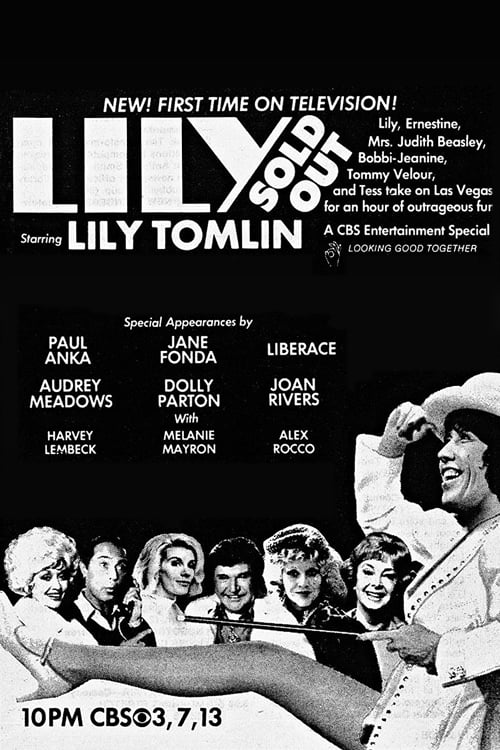 NEW! FIRST TIME ON TELEVISION!
LILY/
SOLD
OUT
Starring LILY TOMLIN
Lily, Ernestine,
Mrs. Judith Beasley,
Bobbi-Jeanine,
Tommy Velour,
and Tess take on Las Vegas
for an hour of outrageous fun
A CBS Entertainment Special
LOOKING GOOD TOGETHER
Special Appearances by
PAUL ANKA
JANE FONDA
LIBERACE
AUDREY MEADOWS
DOLLY PARTON
JOAN RIVERS
With
HARVEY LEMBECK
MELANIE MAYRON
ALEX ROCCO
10PM CBS 3, 7, 13